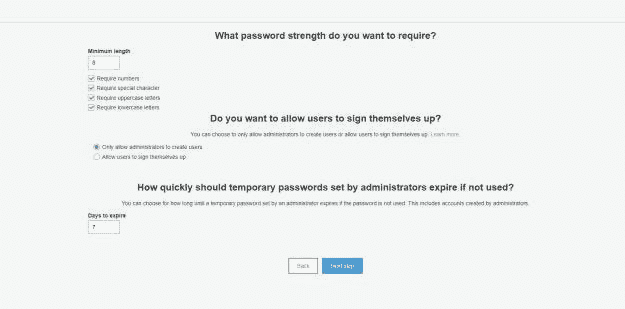 What password strength do you want to require?
Minimum length
8
Require numbers
Require special character
Require uppercase letters
Require lowercase letters
Do you want to allow users to sign themselves up?
You can choose to only allow administrators to create users or allow users to sign themselves up. Learn more.
Only allow administrators to create users
Allow users to sign themselves up
How quickly should temporary passwords set by administrators expire if not used?
You can choose for how long until a temporary password set by an administrator expires if the password is not used. This includes accounts created by administrators.
Days to expire
7
Back